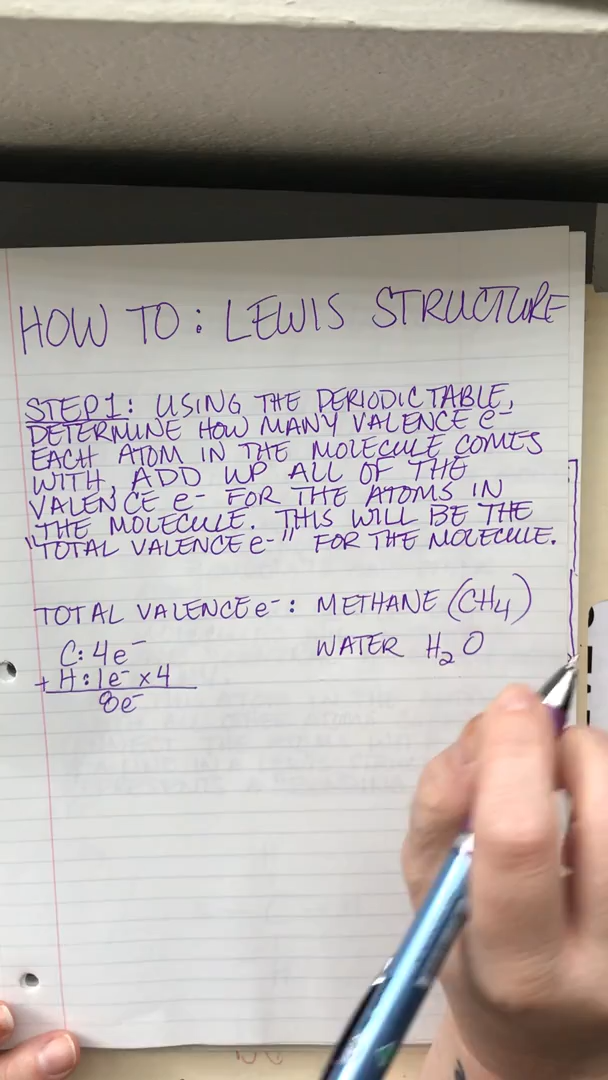 HOW TO: LEWIS STRUCTURE
STEP 1: USING THE PERIODIC TABLE,
DETERMINE HOW MANY VALENCE e⁻
EACH ATOM IN THE MOLECULE COMES
WITH, ADD UP ALL OF THE
VALENCE e- FOR THE ATOMS IN
THE MOLECULE. THIS WILL BE THE
"TOTAL VALENCE e-" FOR THE MOLECULE.
TOTAL VALENCE e⁻: METHANE (CH₄)
C: 4e⁻ WATER H₂O
+ H: 1e⁻ x4
8e⁻